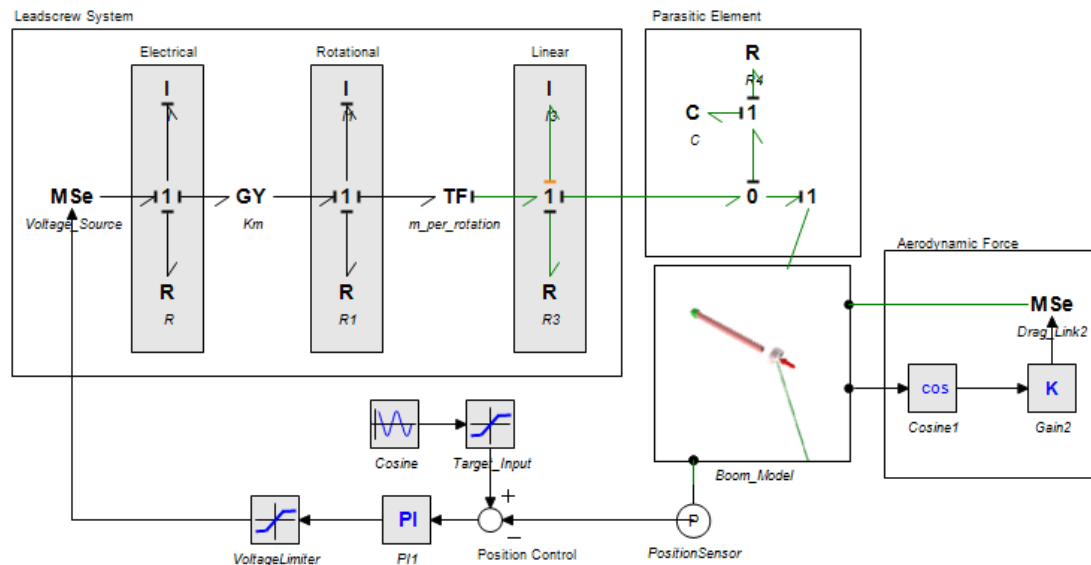 Leadscrew System
Parasitic Element
Electrical
Rotational
Linear
R
R4
I
I
I
I
I1
I3
C
1
C
MSe
1
GY
1
TF
1
0
1
Voltage_Source
Km
m_per_rotation
R
R
R
R
R1
R3
Aerodynamic Force
MSe
Drag_Link2
cos
K
Cosine1
Gain2
Cosine
Target_Input
Boom_Model
+
PI
P
−
VoltageLimiter
PI1
Position Control
PositionSensor